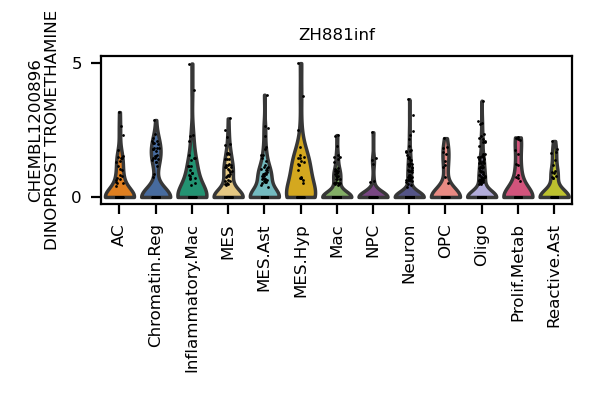 ZH881inf
CHEMBL1200896
DINOPROST TROMETHAMINE
5
0
AC
Chromatin.Reg
Inflammatory.Mac
MES
MES.Ast
MES.Hyp
Mac
NPC
Neuron
OPC
Oligo
Prolif.Metab
Reactive.Ast